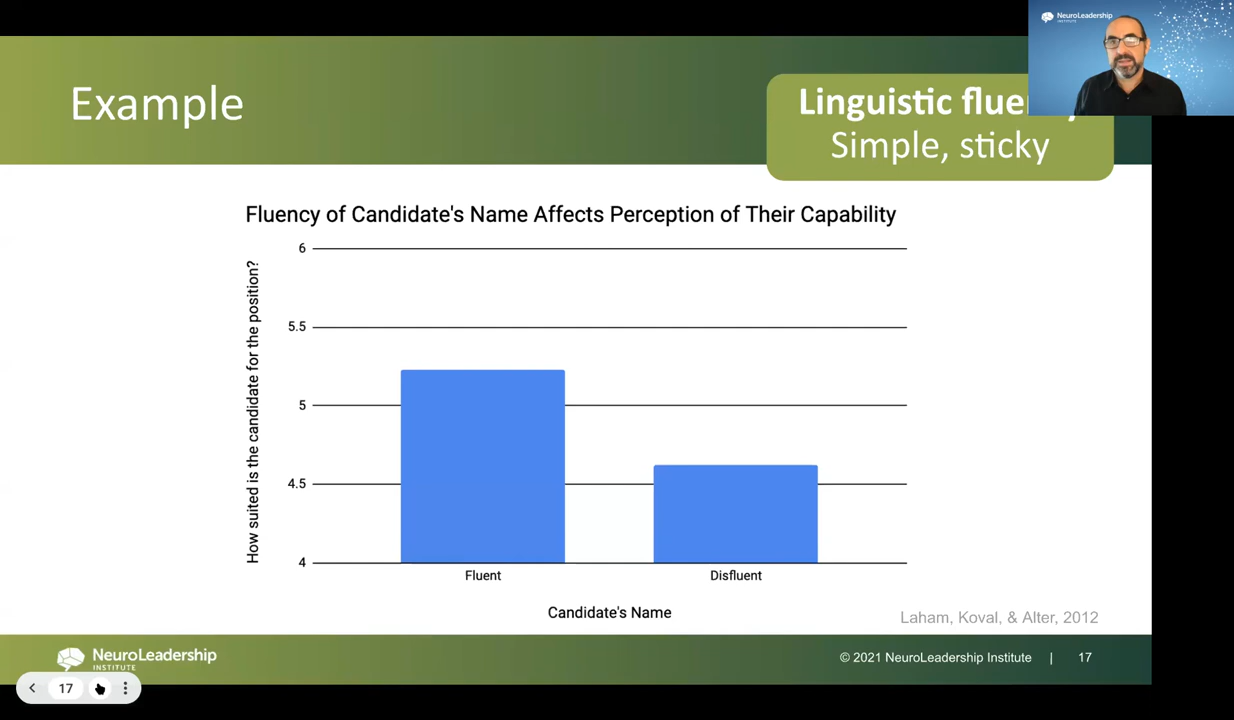 NeuroLeadership
INSTITUTE
Example
Linguistic
Simple, sticky
Fluency of Candidate's Name Affects Perception of Their Capability
How suited is the candidate for the position?
6
5.5
5
4.5
4
Fluent
Disfluent
Candidate's Name
Laham, Koval, & Alter, 2012
NeuroLeadership
INSTITUTE
© 2021 NeuroLeadership Institute | 17
17